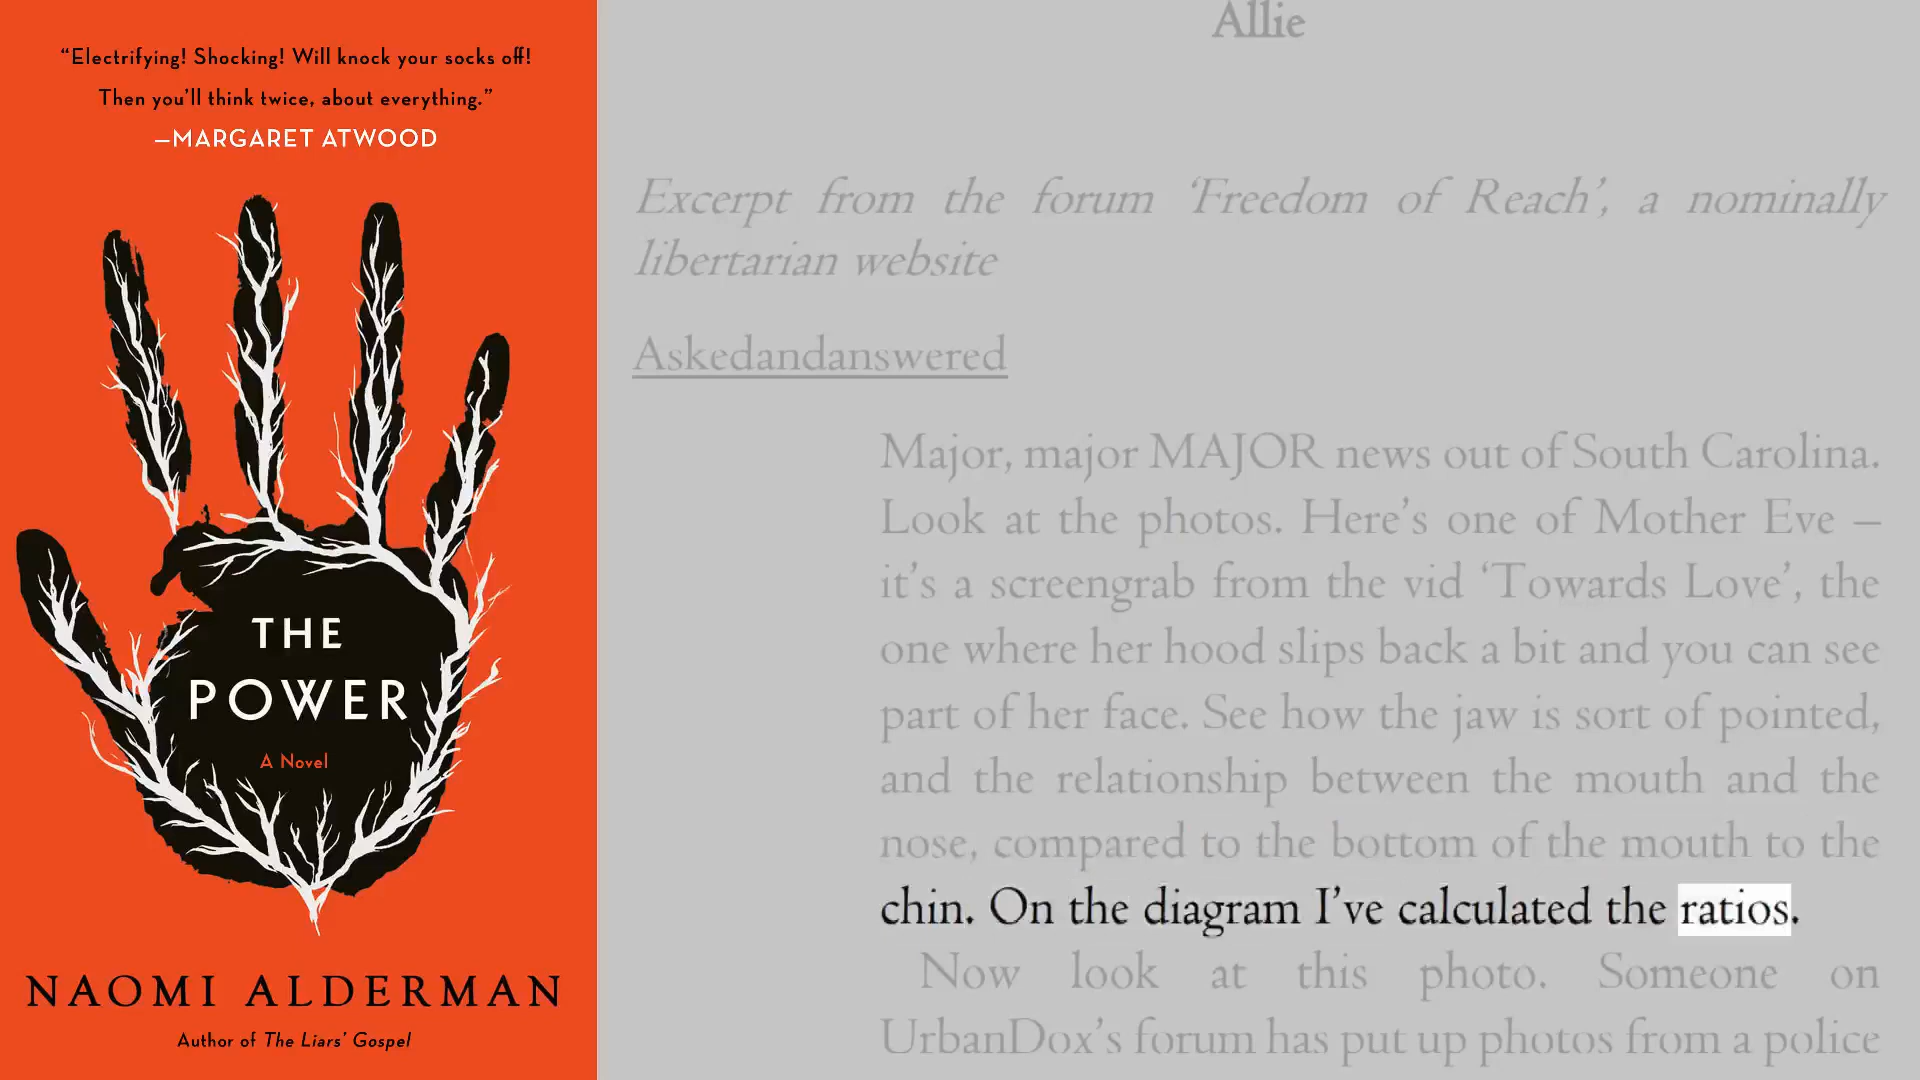 “Electrifying! Shocking! Will knock your socks off!
Then you’ll think twice, about everything.”
—MARGARET ATWOOD
THE
POWER
A Novel
NAOMI ALDERMAN
Author of The Liars’ Gospel
Allie
Excerpt from the forum ‘Freedom of Reach’, a nominally
libertarian website
Askedandanswered
Major, major MAJOR news out of South Carolina.
Look at the photos. Here’s one of Mother Eve –
it’s a screengrab from the vid ‘Towards Love’, the
one where her hood slips back a bit and you can see
part of her face. See how the jaw is sort of pointed,
and the relationship between the mouth and the
nose, compared to the bottom of the mouth to the
chin. On the diagram I’ve calculated the ratios.
Now look at this photo. Someone on
UrbanDox’s forum has put up photos from a police